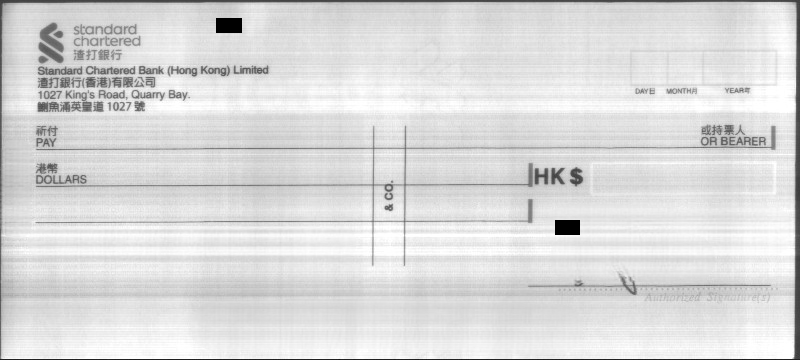 standard
chartered
渣打銀行
Standard Chartered Bank (Hong Kong) Limited
渣打銀行(香港)有限公司
1027 King's Road, Quarry Bay.
鰂魚涌英皇道 1027 號
DAY日 MONTH月 YEAR年
祈付
PAY
或持票人
OR BEARER
港幣
DOLLARS
HK $
& CO.
Authorized Signature(s)